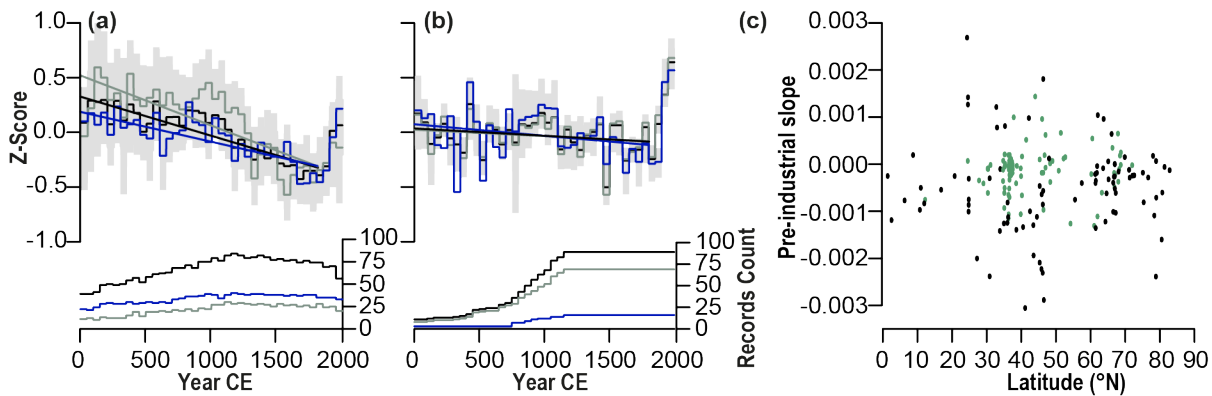 (a)
1.0
0.5
0.0
-0.5
-1.0
Z-Score
100
75
50
25
0
0 500 1000 1500 2000
Year CE
(b)
100
75
50
25
0
Records Count
0 500 1000 1500 2000
Year CE
(c)
0.003
0.002
0.001
0.000
-0.001
-0.002
-0.003
Pre-industrial slope
0 10 20 30 40 50 60 70 80 90
Latitude (°N)